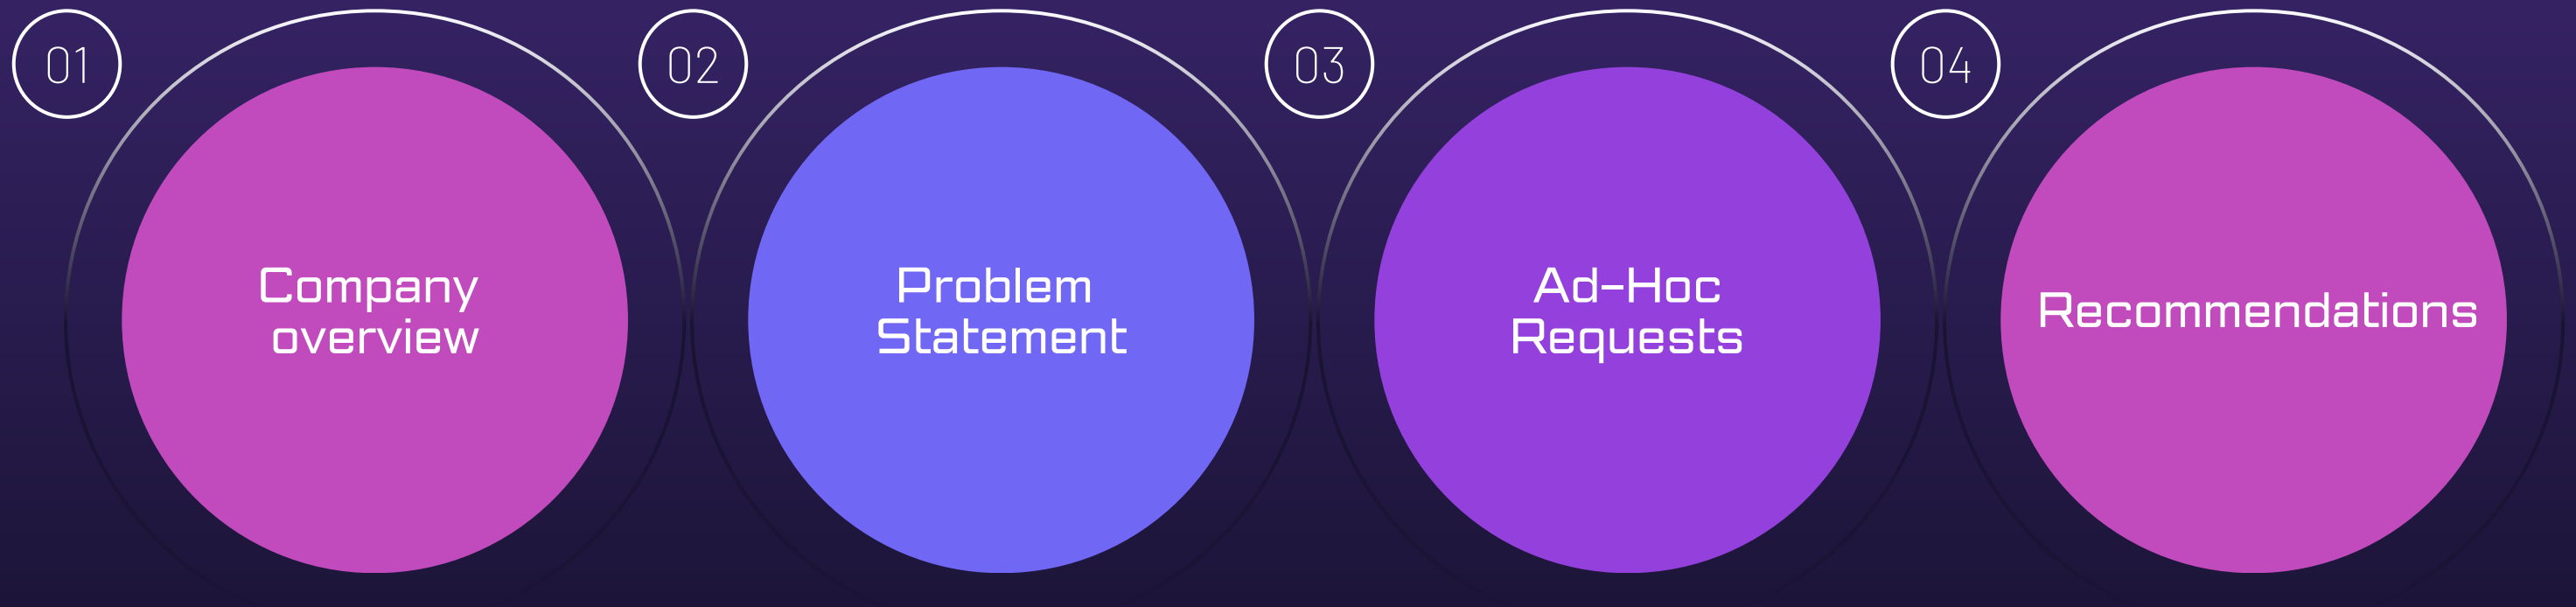 01
Company
overview
02
Problem
Statement
03
Ad-Hoc
Requests
04
Recommendations